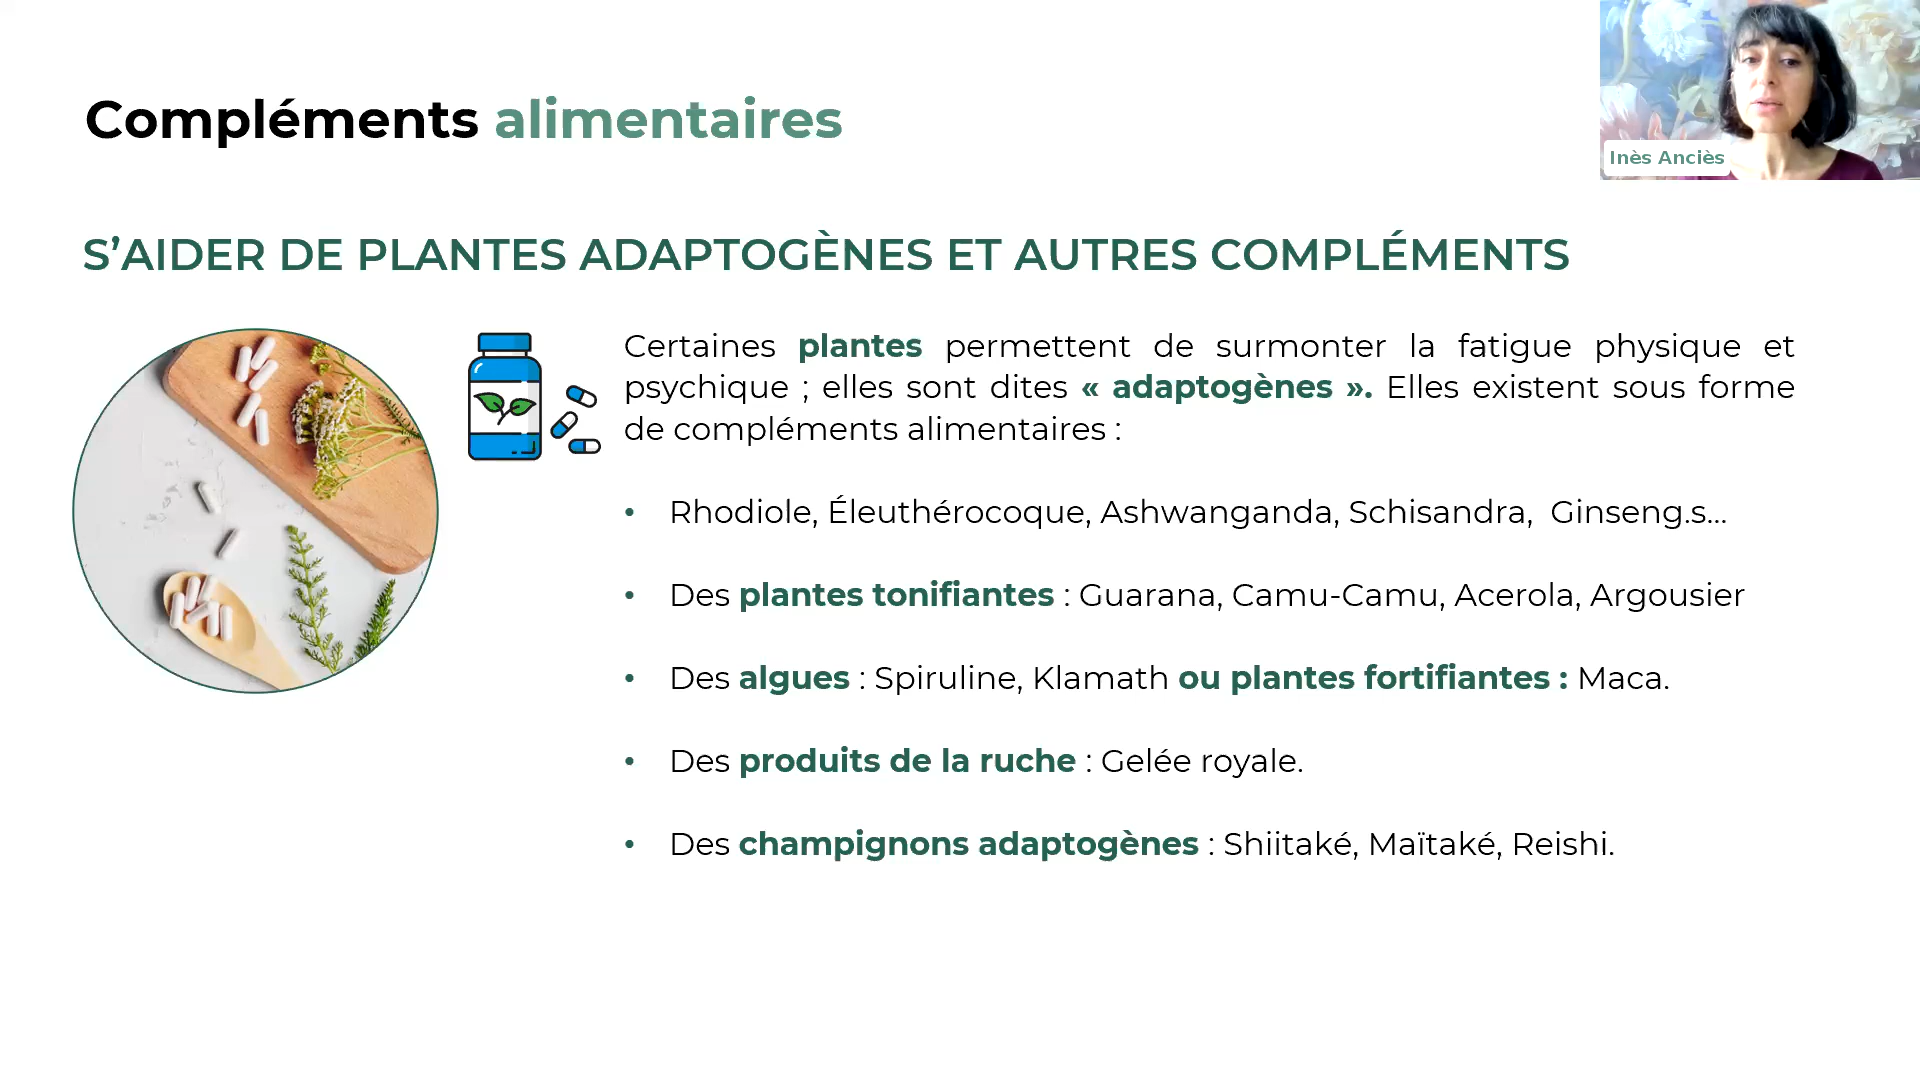 Compléments alimentaires
Inès Anciès
S’AIDER DE PLANTES ADAPTOGÈNES ET AUTRES COMPLÉMENTS
Certaines plantes permettent de surmonter la fatigue physique et
psychique ; elles sont dites « adaptogènes ». Elles existent sous forme
de compléments alimentaires :
• Rhodiole, Éleuthérocoque, Ashwanganda, Schisandra, Ginseng.s...
• Des plantes tonifiantes : Guarana, Camu-Camu, Acerola, Argousier
• Des algues : Spiruline, Klamath ou plantes fortifiantes : Maca.
• Des produits de la ruche : Gelée royale.
• Des champignons adaptogènes : Shiitaké, Maïtaké, Reishi.